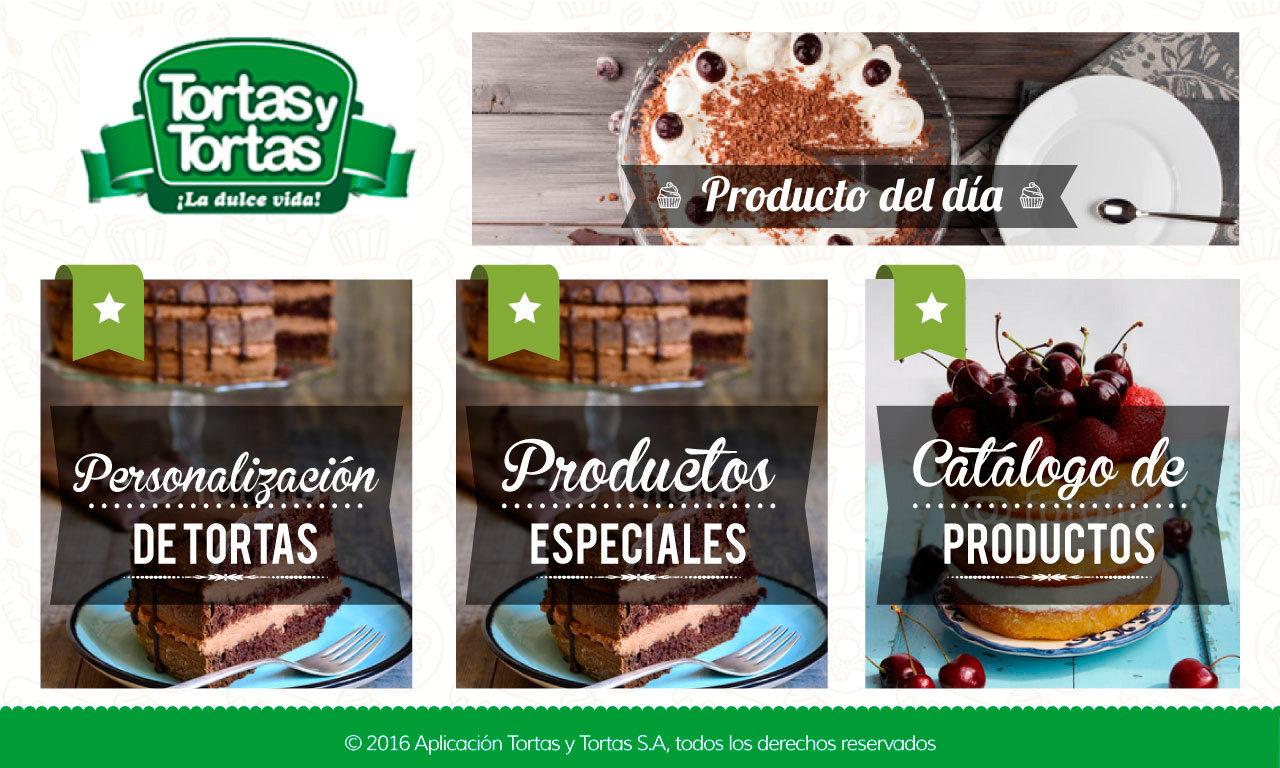 Tortas y
Tortas
¡La dulce vida!
Producto del día
Personalización
DE TORTAS
Productos
ESPECIALES
Catálogo de
PRODUCTOS
© 2016 Aplicación Tortas y Tortas S.A, todos los derechos reservados